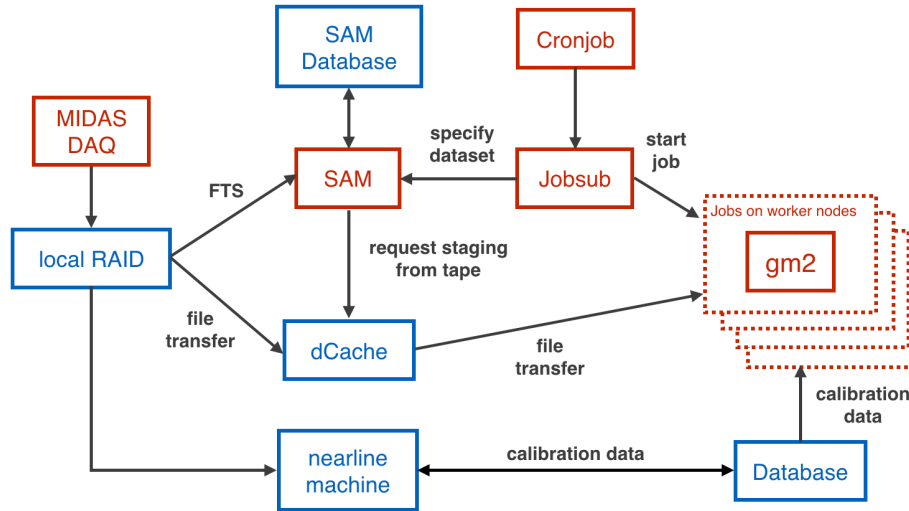 SAM
Database
Cronjob
MIDAS
DAQ
specify
dataset
start
job
FTS
SAM
Jobsub
Jobs on worker nodes
local RAID
request staging
from tape
gm2
file
transfer
dCache
file
transfer
calibration
data
nearline
machine
calibration data
Database